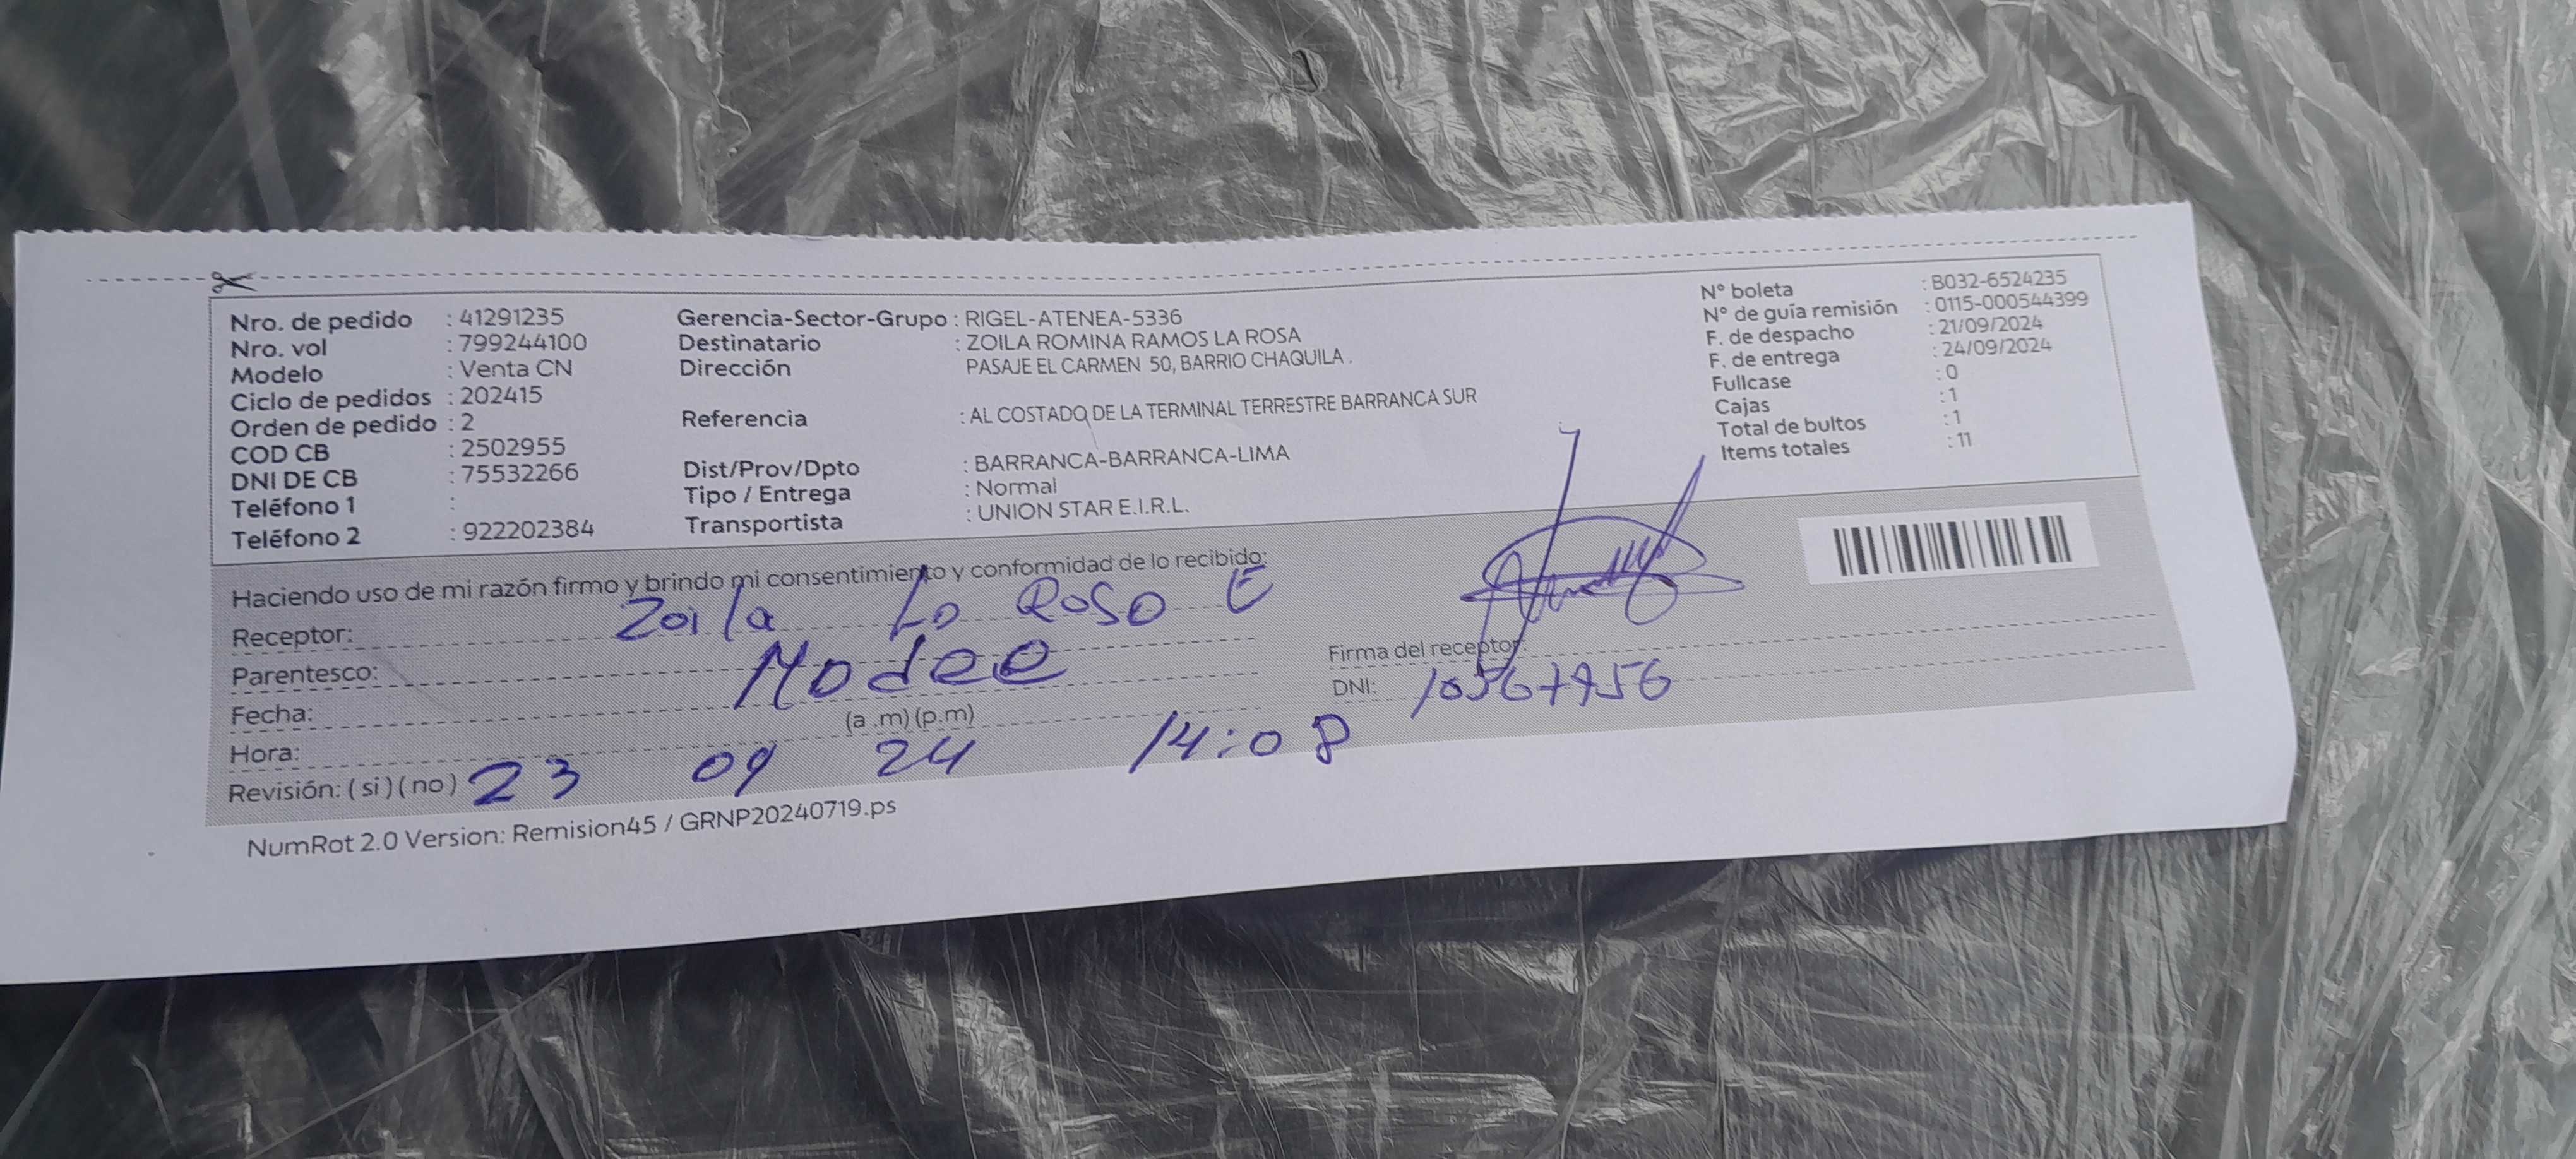 Nro. de pedido : 41291235
Nro. vol : 799244100
Modelo : Venta CN
Ciclo de pedidos : 202415
Orden de pedido : 2
COD CB : 2502955
DNI DE CB : 75532266
Teléfono 1 :
Teléfono 2 : 922202384
Gerencia-Sector-Grupo : RIGEL-ATENEA-5336
Destinatario : ZOILA ROMINA RAMOS LA ROSA
Dirección PASAJE EL CARMEN 50, BARRIO CHAQUILA .
Referencia : AL COSTADO DE LA TERMINAL TERRESTRE BARRANCA SUR
Dist/Prov/Dpto : BARRANCA-BARRANCA-LIMA
Tipo / Entrega : Normal
Transportista : UNION STAR E.I.R.L.
N° boleta : B032-6524235
N° de guía remisión : 0115-000544399
F. de despacho : 21/09/2024
F. de entrega : 24/09/2024
Fullcase : 0
Cajas : 1
Total de bultos : 1
Items totales : 11
Haciendo uso de mi razón firmo y brindo mi consentimiento y conformidad de lo recibido:
Receptor: Zoila La Rosa E
Parentesco: Madre
Fecha: (a .m) (p.m)
Hora:
Revisión: ( si ) ( no ) 23 09 24 14:08
Firma del receptor:
DNI:
NumRot 2.0 Version: Remision45 / GRNP20240719.ps